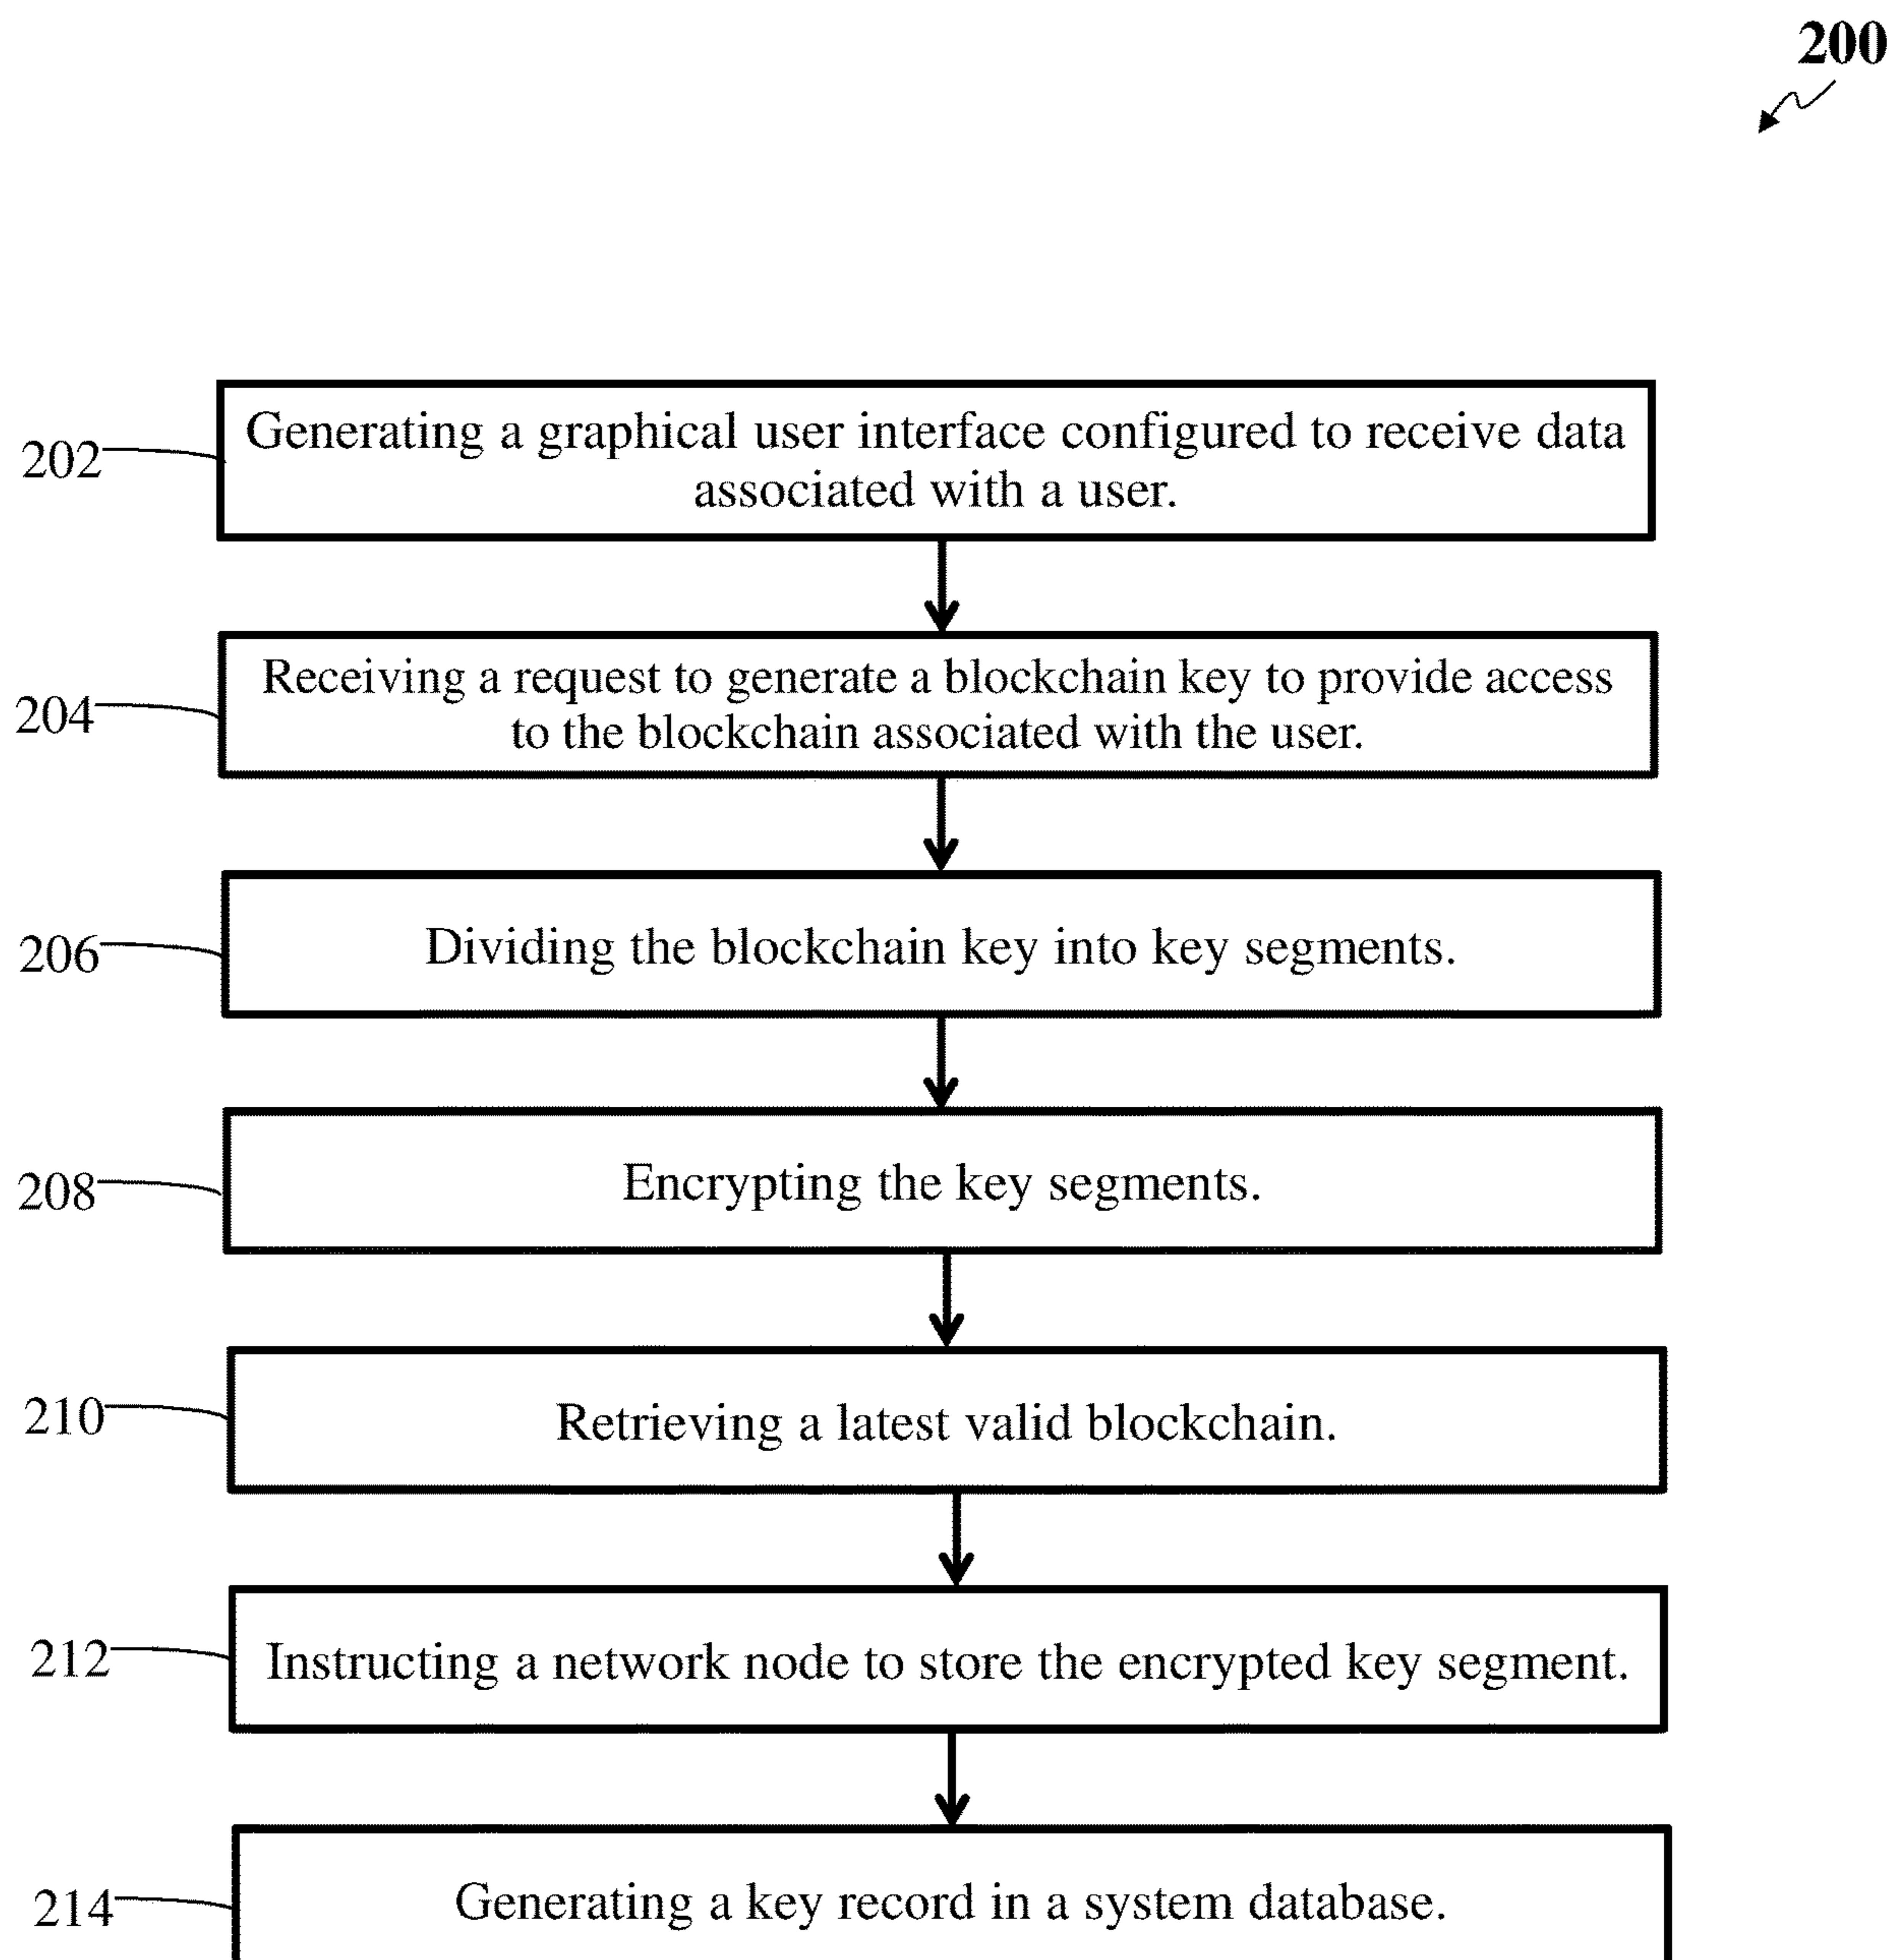 200
202
Generating a graphical user interface configured to receive data
associated with a user.
204
Receiving a request to generate a blockchain key to provide access
to the blockchain associated with the user.
206
Dividing the blockchain key into key segments.
208
Encrypting the key segments.
210
Retrieving a latest valid blockchain.
212
Instructing a network node to store the encrypted key segment.
214
Generating a key record in a system database.